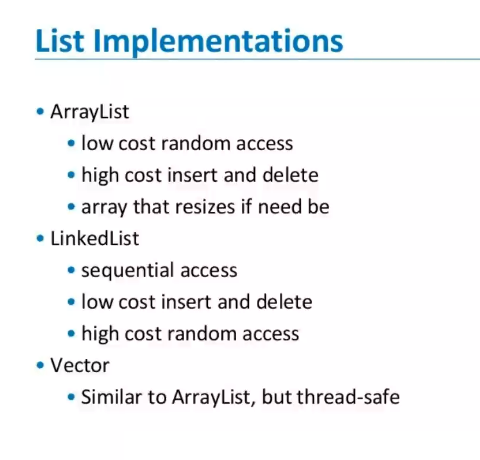 List Implementations
• ArrayList
• low cost random access
• high cost insert and delete
• array that resizes if need be
• LinkedList
• sequential access
• low cost insert and delete
• high cost random access
• Vector
• Similar to ArrayList, but thread-safe